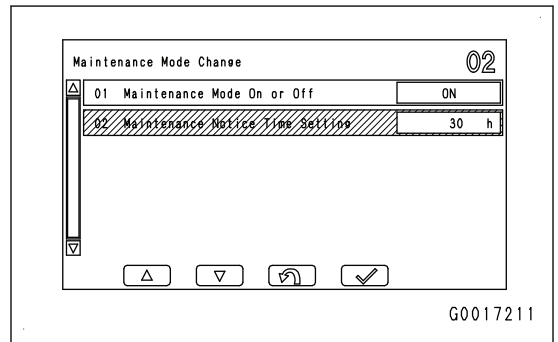 Maintenance Mode Change 02
01 Maintenance Mode On or Off ON
02 Maintenance Notice Time Setting 30 h
G0017211